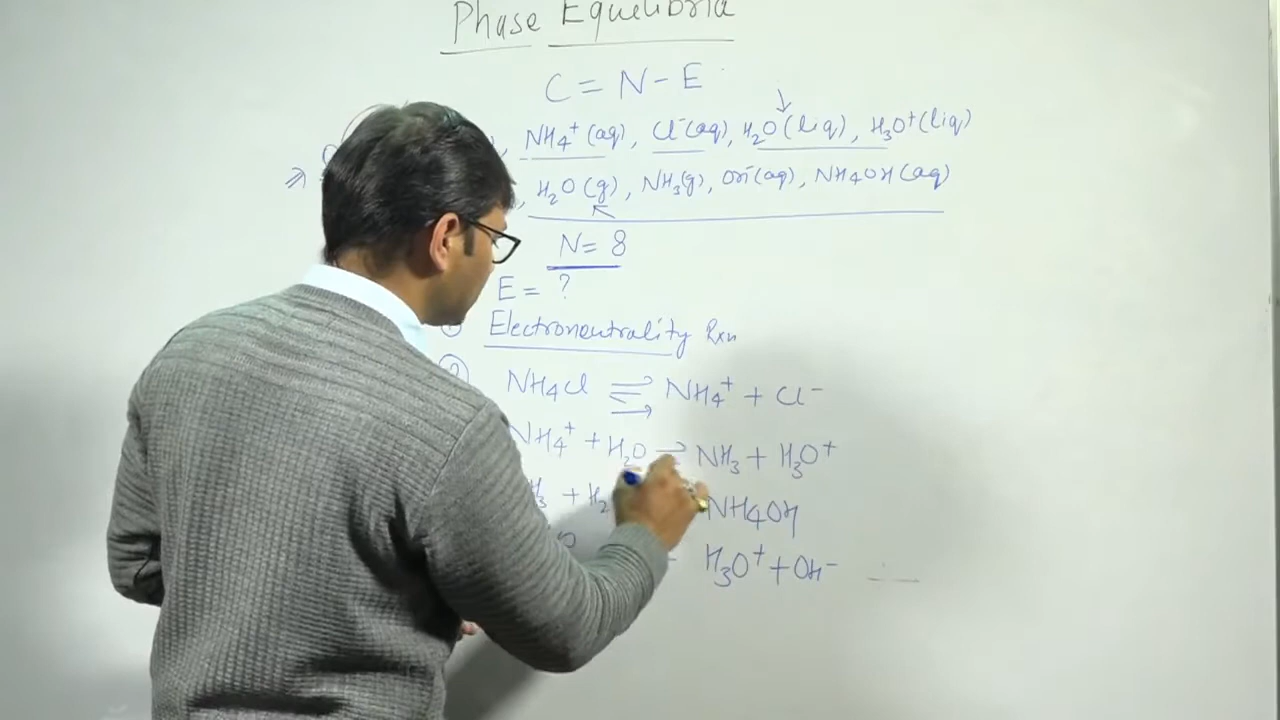 Phase Equilibria
C = N - E
, NH4+ (aq), Cl-(aq), H2O(liq), H3O+(liq)
, H2O(g), NH3(g), OH-(aq), NH4OH(aq)
N = 8
E = ?
Electroneutrality Rxn
② NH4Cl ⇌ NH4+ + Cl-
NH4+ + H2O ⇌ NH3 + H3O+
+ NH4OH
H3O+ + OH-